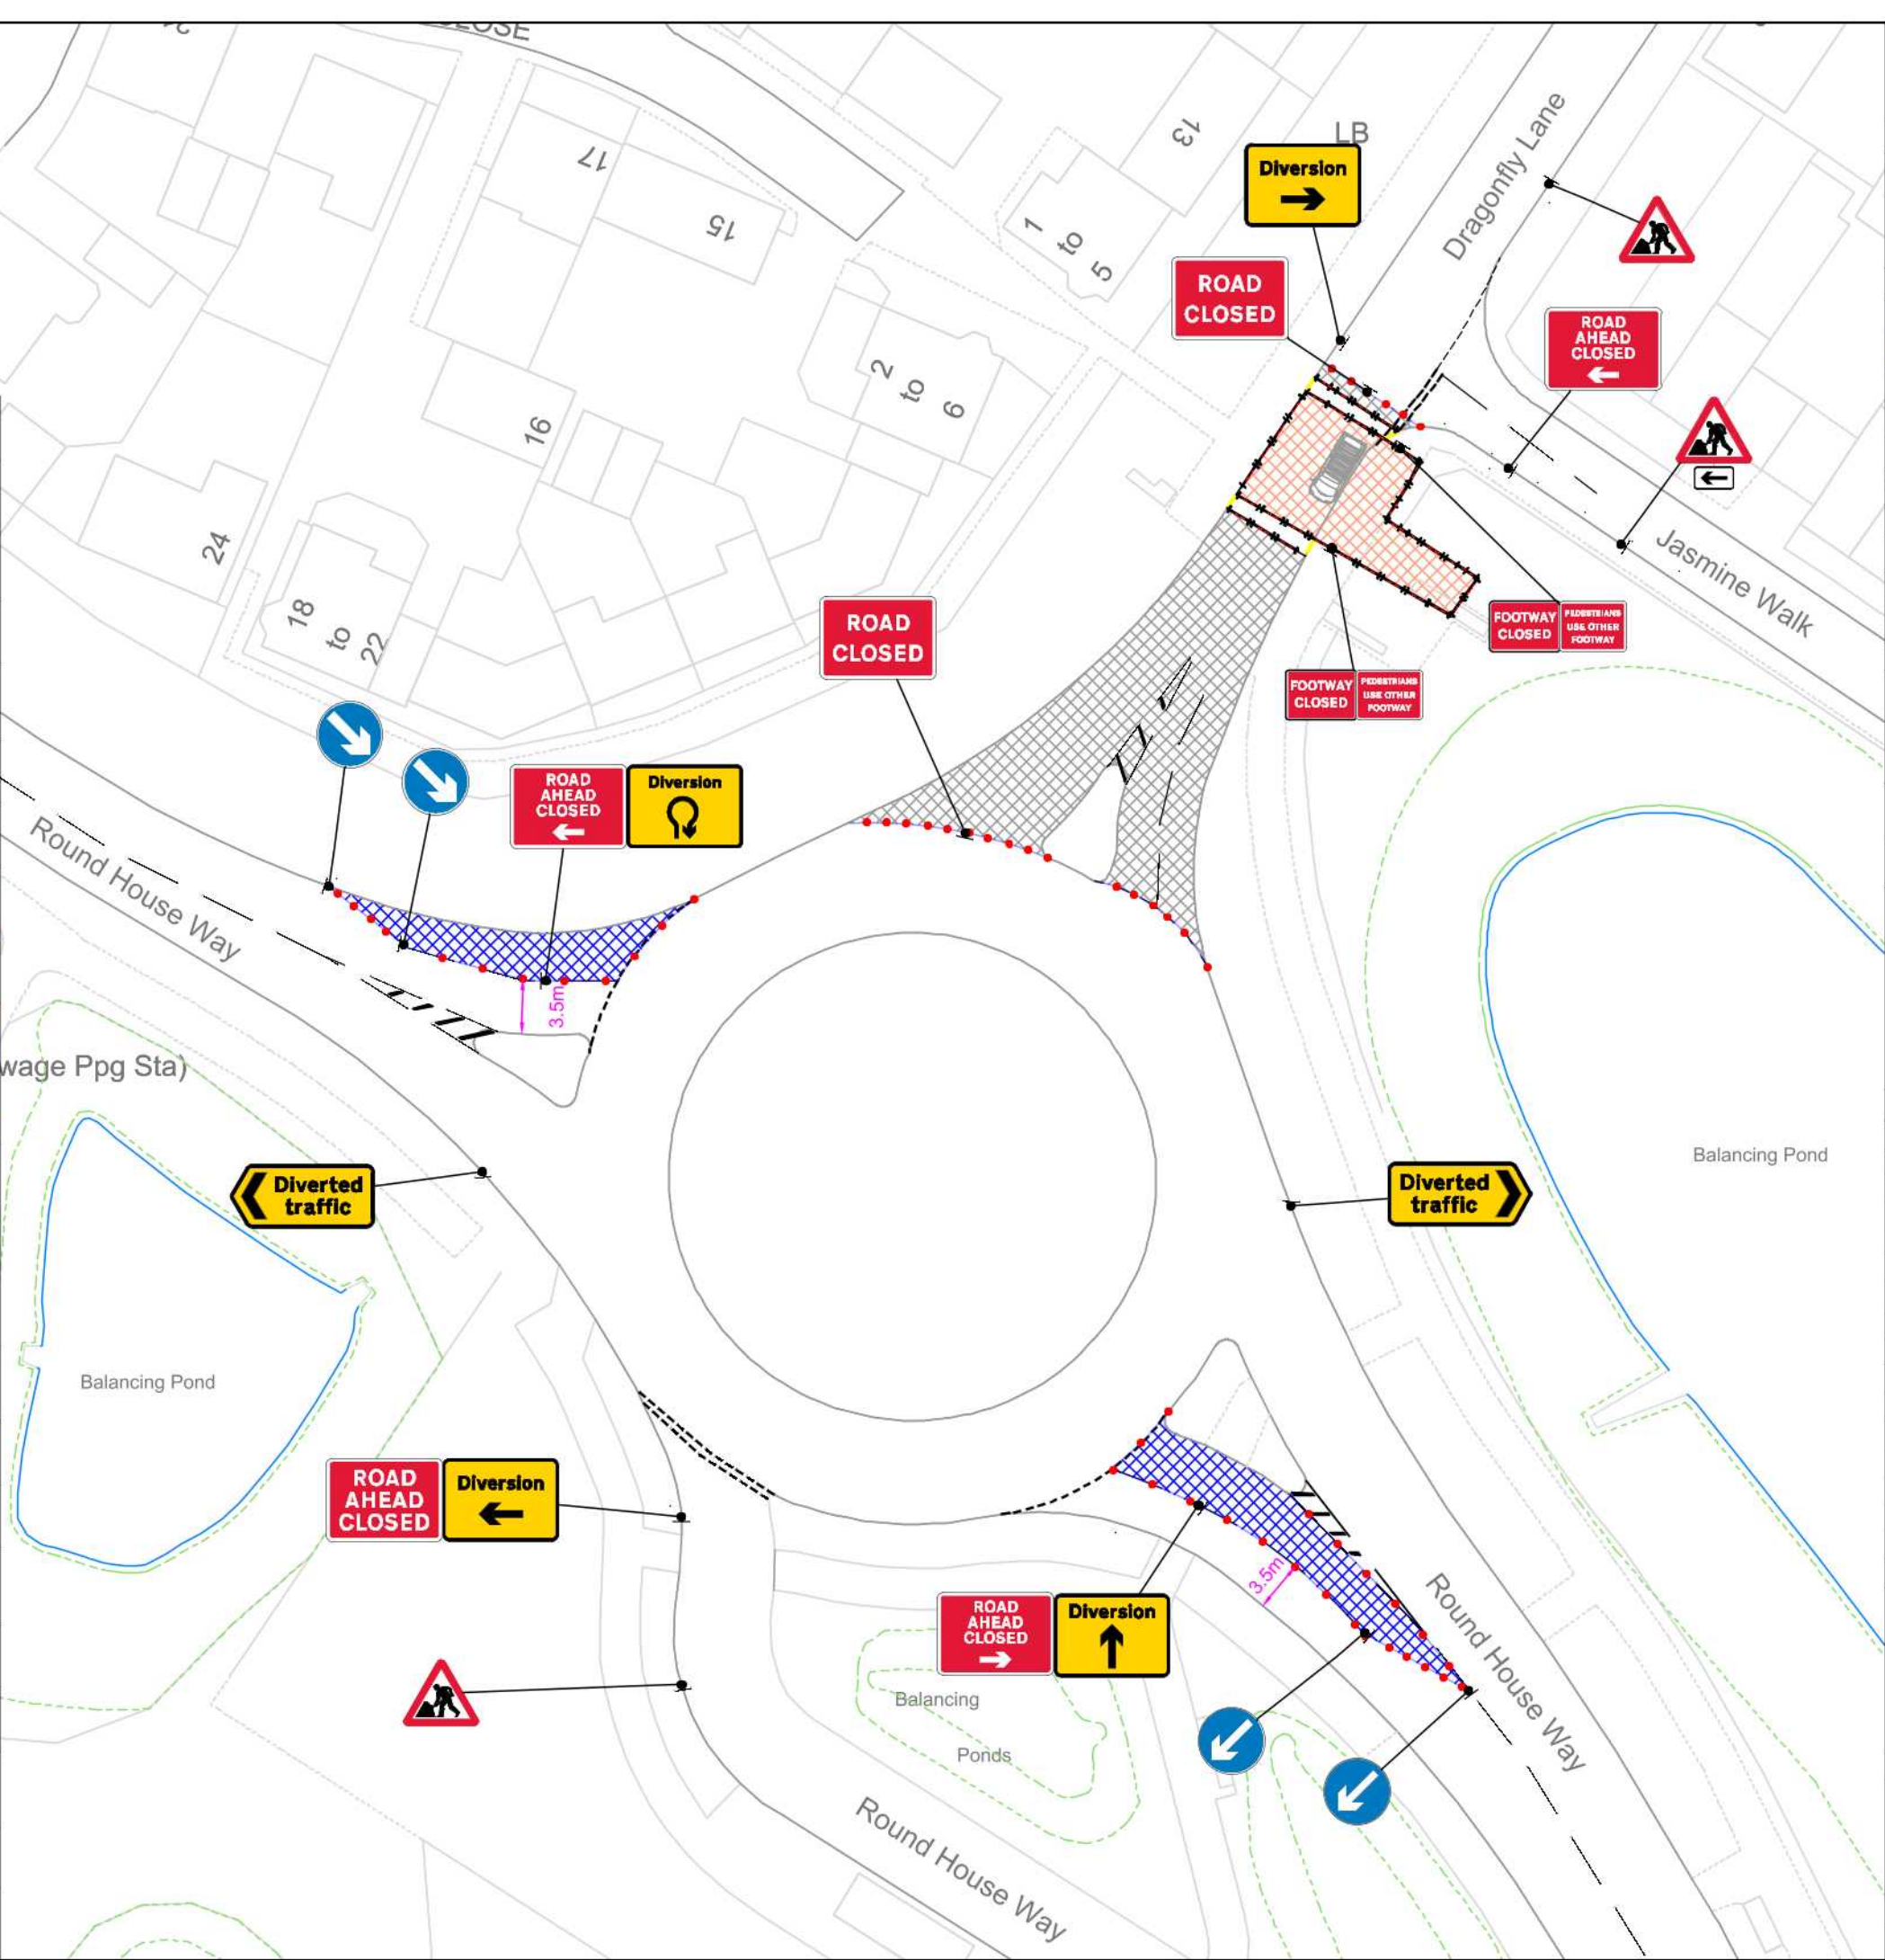 CLOSE
17
15
13
LB
Diversion
Dragonfly Lane
1
to
5
ROAD
CLOSED
ROAD
AHEAD
CLOSED
2
to
6
16
24
18
to
22
Jasmine Walk
ROAD
CLOSED
FOOTWAY
CLOSED
PEDESTRIANS
USE OTHER
FOOTWAY
FOOTWAY
CLOSED
PEDESTRIANS
USE OTHER
FOOTWAY
ROAD
AHEAD
CLOSED
Diversion
Round House Way
3.5m
wage Ppg Sta)
Diverted
traffic
Diverted
traffic
Balancing Pond
Balancing Pond
ROAD
AHEAD
CLOSED
Diversion
3.5m
ROAD
AHEAD
CLOSED
Diversion
Round House Way
Balancing
Ponds
Round House Way